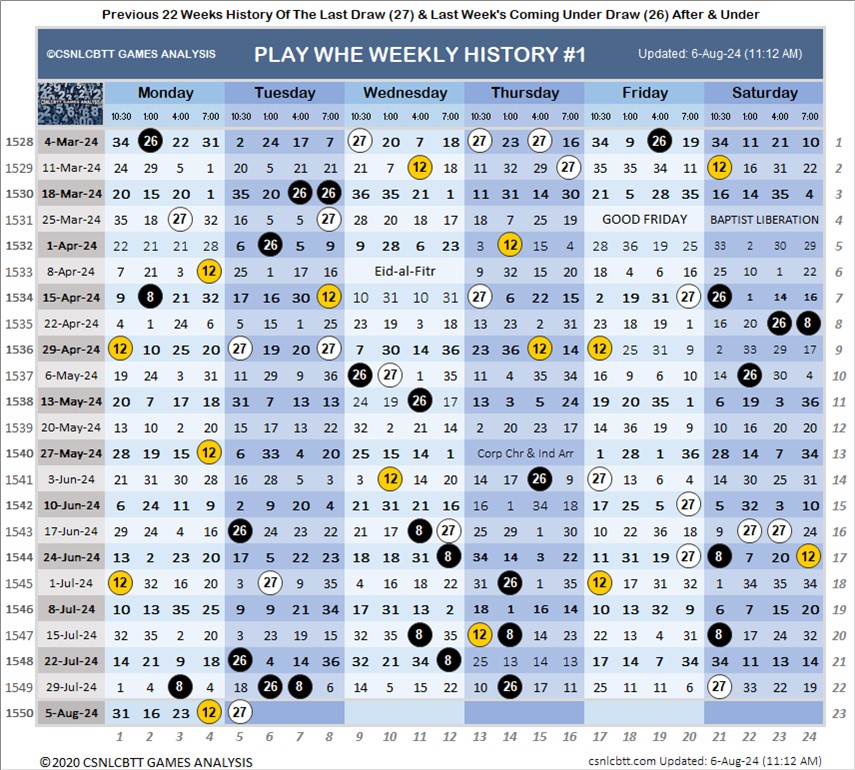 Previous 22 Weeks History Of The Last Draw (27) & Last Week's Coming Under Draw (26) After & Under
©CSNLCBTT GAMES ANALYSIS PLAY WHE WEEKLY HISTORY #1 Updated: 6-Aug-24 (11:12 AM)
CSNLCBTT GAMES ANALYSIS Monday Tuesday Wednesday Thursday Friday Saturday
10:30 1:00 4:00 7:00 10:30 1:00 4:00 7:00 10:30 1:00 4:00 7:00 10:30 1:00 4:00 7:00 10:30 1:00 4:00 7:00 10:30 1:00 4:00 7:00
1528 4-Mar-24 34 26 22 31 2 24 17 7 27 20 7 18 27 23 27 16 34 9 26 19 34 11 21 10 1
1529 11-Mar-24 24 29 5 1 20 5 21 21 21 7 12 18 11 32 29 27 35 35 34 11 12 16 31 22 2
1530 18-Mar-24 20 15 20 1 35 20 26 26 36 35 21 1 11 31 14 30 21 5 28 35 14 14 35 4 3
1531 25-Mar-24 35 18 27 32 16 5 5 27 28 20 18 17 18 7 25 19 GOOD FRIDAY BAPTIST LIBERATION 4
1532 1-Apr-24 22 21 21 28 6 26 5 9 9 28 6 23 3 12 15 4 28 36 19 25 33 2 30 29 5
1533 8-Apr-24 7 21 3 12 25 1 17 16 Eid-al-Fitr 9 32 15 20 18 4 6 16 25 10 1 22 6
1534 15-Apr-24 9 8 21 32 17 16 30 12 10 31 10 31 27 6 22 15 2 19 31 27 26 1 14 16 7
1535 22-Apr-24 4 1 24 6 5 15 1 25 23 19 3 18 13 23 2 31 23 18 19 1 16 20 26 8 8
1536 29-Apr-24 12 10 25 20 27 19 20 27 7 30 14 36 23 36 12 14 12 25 31 9 2 33 29 17 9
1537 6-May-24 19 24 3 31 11 29 9 36 26 27 1 35 11 4 35 34 16 9 6 10 14 26 30 4 10
1538 13-May-24 20 7 17 18 31 7 13 13 24 19 26 17 13 3 5 24 19 20 35 1 6 19 3 36 11
1539 20-May-24 13 10 2 20 15 17 13 22 32 2 21 14 2 20 23 17 14 36 19 9 10 16 20 20 12
1540 27-May-24 28 19 15 12 6 33 4 20 25 15 14 1 Corp Chr & Ind Arr 1 28 1 36 28 14 7 34 13
1541 3-Jun-24 21 31 30 28 16 28 5 3 3 12 14 20 14 17 26 9 27 13 6 4 14 30 25 31 14
1542 10-Jun-24 6 24 11 9 2 9 20 4 21 31 21 16 16 1 34 18 17 25 5 27 5 32 3 10 15
1543 17-Jun-24 29 24 4 16 26 23 22 35 21 17 8 27 25 29 1 30 10 22 36 18 23 27 27 24 16
1544 24-Jun-24 13 2 23 20 17 5 22 23 18 18 31 8 34 14 3 22 11 31 19 27 8 7 20 12 17
1545 1-Jul-24 12 32 16 20 3 27 9 35 4 16 18 22 31 26 1 35 12 17 31 32 1 34 35 34 18
1546 8-Jul-24 10 13 35 25 9 9 21 34 17 31 13 2 18 1 16 14 10 13 32 9 6 7 15 20 19
1547 15-Jul-24 32 35 2 20 3 23 19 15 32 35 8 35 12 8 14 23 22 13 4 31 8 17 24 32 20
1548 22-Jul-24 14 21 9 18 26 4 14 36 32 21 34 8 25 13 14 13 17 14 7 34 34 11 13 14 21
1549 29-Jul-24 1 4 8 4 18 26 8 6 14 5 15 22 10 26 17 11 25 11 11 6 27 33 22 19 22
1550 5-Aug-24 31 16 23 12 27 23
1 2 3 4 5 6 7 8 9 10 11 12 13 14 15 16 17 18 19 20 21 22 23 24
©2020 CSNLCBTT GAMES ANALYSIS csnlcbtt.com Updated: 6-Aug-24 (11:12 AM)